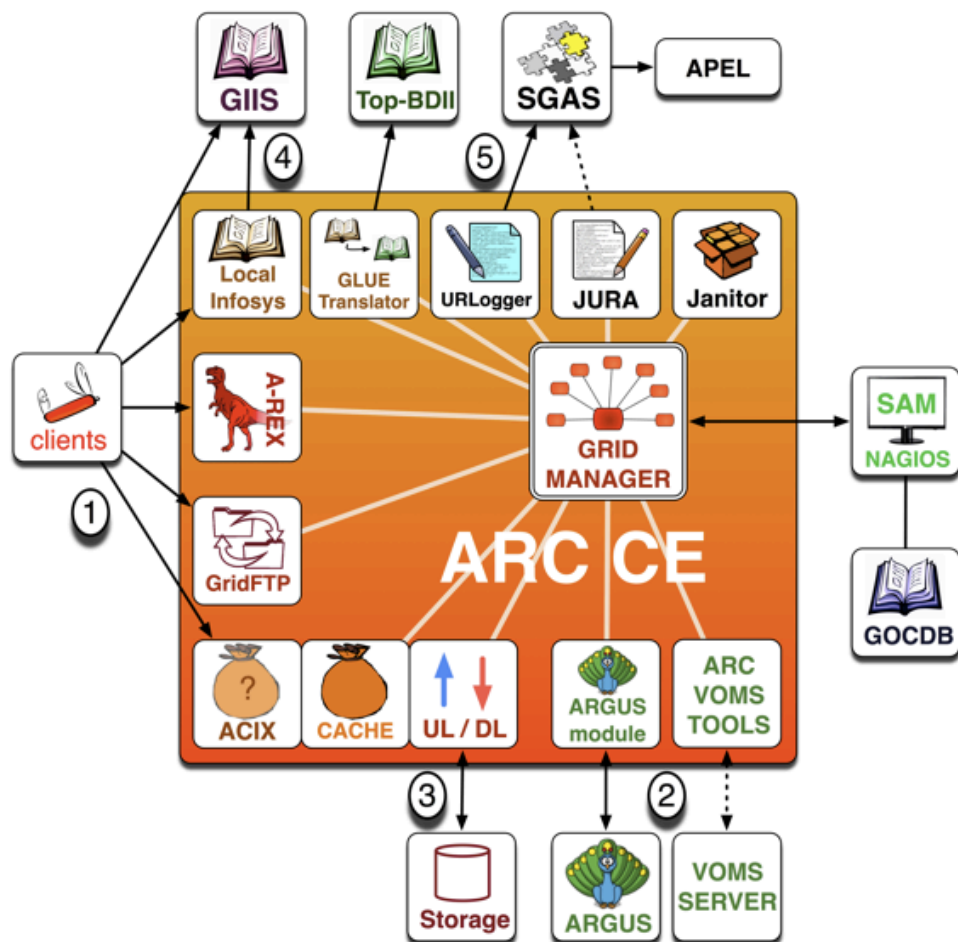 GIIS
Top-BDII
SGAS
APEL
4
5
Local
Infosys
GLUE
Translator
URLogger
JURA
Janitor
clients
A-REX
GRID
MANAGER
SAM
NAGIOS
1
GridFTP
ARC CE
GOCDB
?
ACIX
CACHE
UL / DL
ARGUS
module
ARC
VOMS
TOOLS
3
2
Storage
ARGUS
VOMS
SERVER